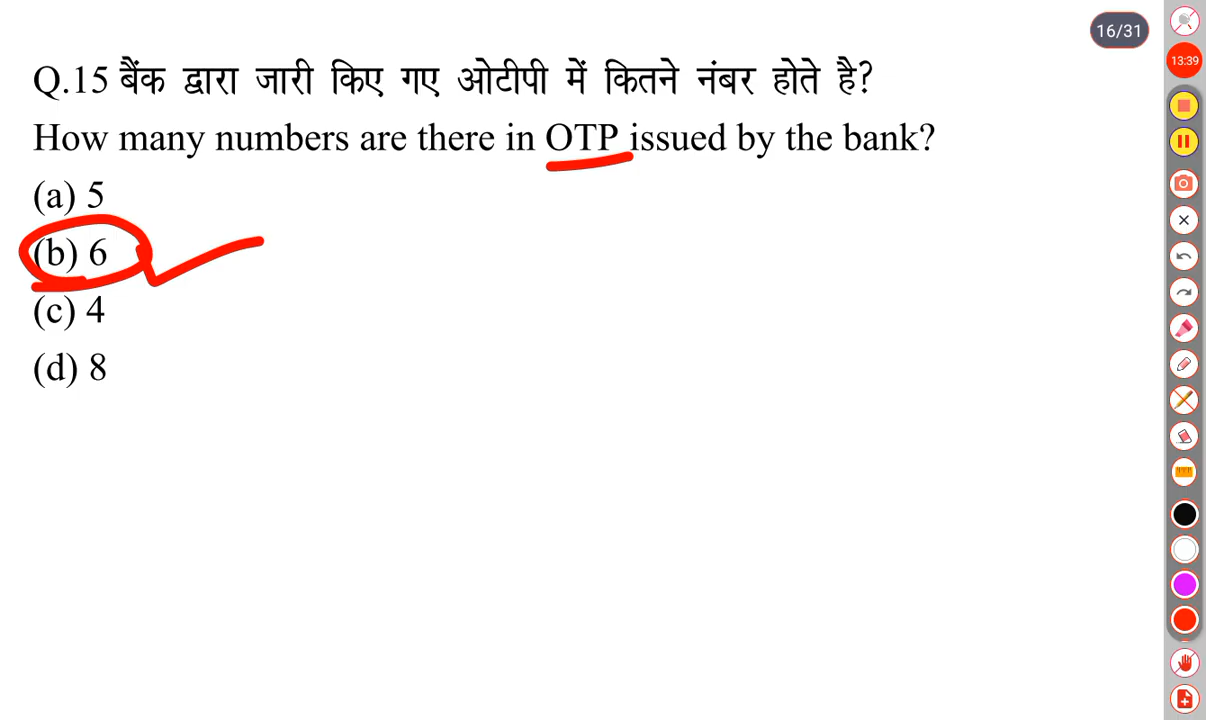 16/31
13:39
Q.15 बैंक द्वारा जारी किए गए ओटीपी में कितने नंबर होते है?
How many numbers are there in OTP issued by the bank?
(a) 5
(b) 6
(c) 4
(d) 8